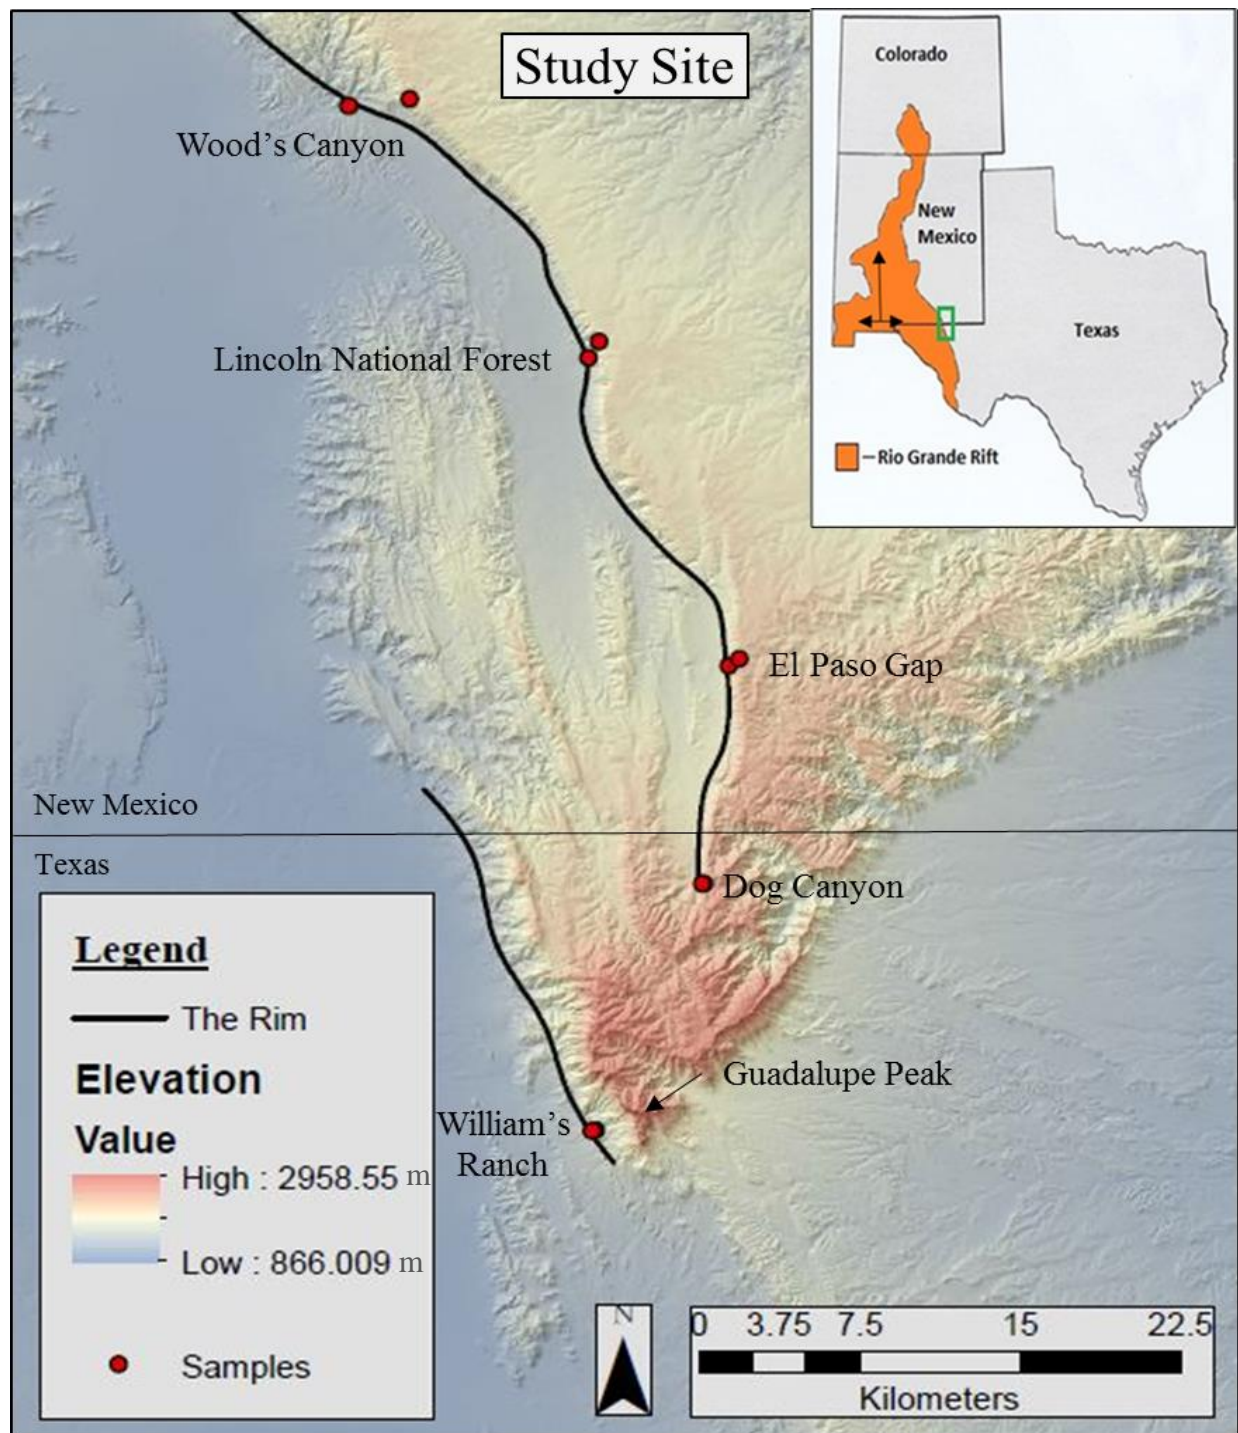 Study Site
Colorado
New
Mexico
Texas
– Rio Grande Rift
Wood's Canyon
Lincoln National Forest
El Paso Gap
New Mexico
Texas
Dog Canyon
Guadalupe Peak
William's
Ranch
Legend
The Rim
Elevation
Value
High : 2958.55 m
Low : 866.009 m
Samples
N
0 3.75 7.5 15 22.5
Kilometers